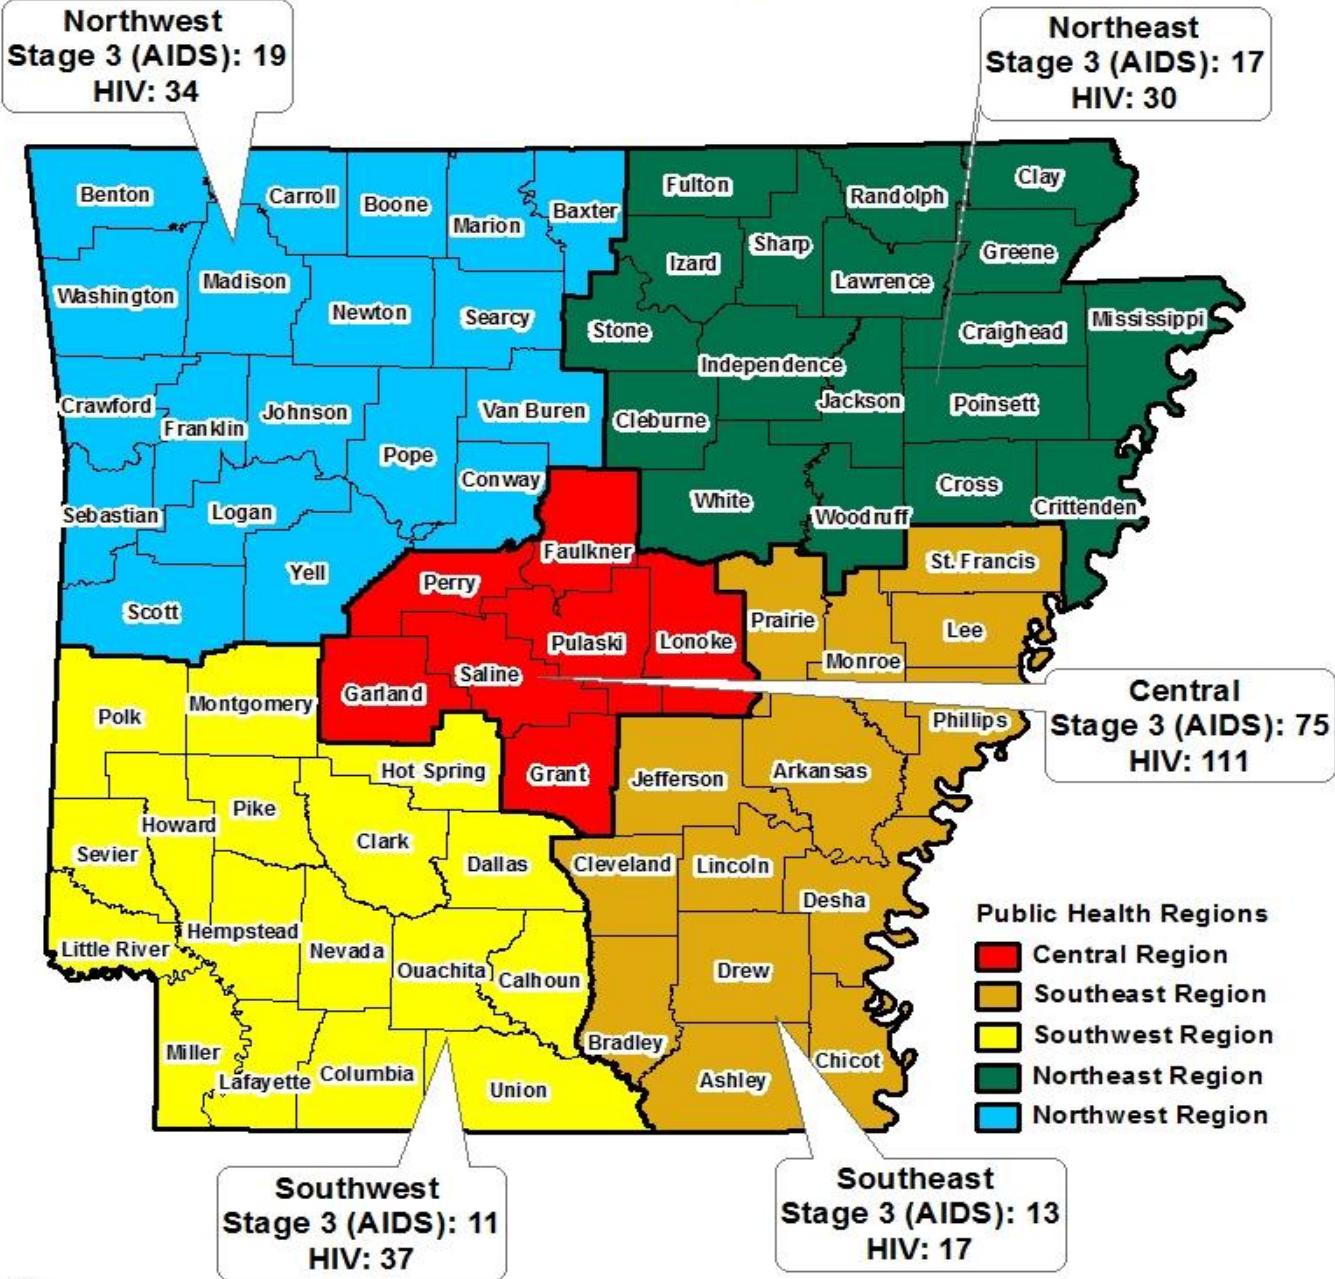 Northwest
Stage 3 (AIDS): 19
HIV: 34
Northeast
Stage 3 (AIDS): 17
HIV: 30
Benton
Carroll
Boone
Marion
Baxter
Fulton
Randolph
Clay
Washington
Madison
Newton
Searcy
Izard
Sharp
Lawrence
Greene
Stone
Independence
Craighead
Mississippi
Crawford
Franklin
Johnson
Pope
Van Buren
Cleburne
Jackson
Poinsett
Sebastian
Logan
Conway
White
Woodruff
Cross
Crittenden
Scott
Yell
Perry
Faulkner
Prairie
St. Francis
Garland
Saline
Pulaski
Lonoke
Monroe
Lee
Polk
Montgomery
Phillips
Central
Stage 3 (AIDS): 75
HIV: 111
Hot Spring
Grant
Jefferson
Arkansas
Howard
Pike
Clark
Sevier
Dallas
Cleveland
Lincoln
Desha
Little River
Hempstead
Nevada
Ouachita
Calhoun
Drew
Miller
Lafayette
Columbia
Union
Bradley
Ashley
Chicot
Public Health Regions
Central Region
Southeast Region
Southwest Region
Northeast Region
Northwest Region
Southwest
Stage 3 (AIDS): 11
HIV: 37
Southeast
Stage 3 (AIDS): 13
HIV: 17